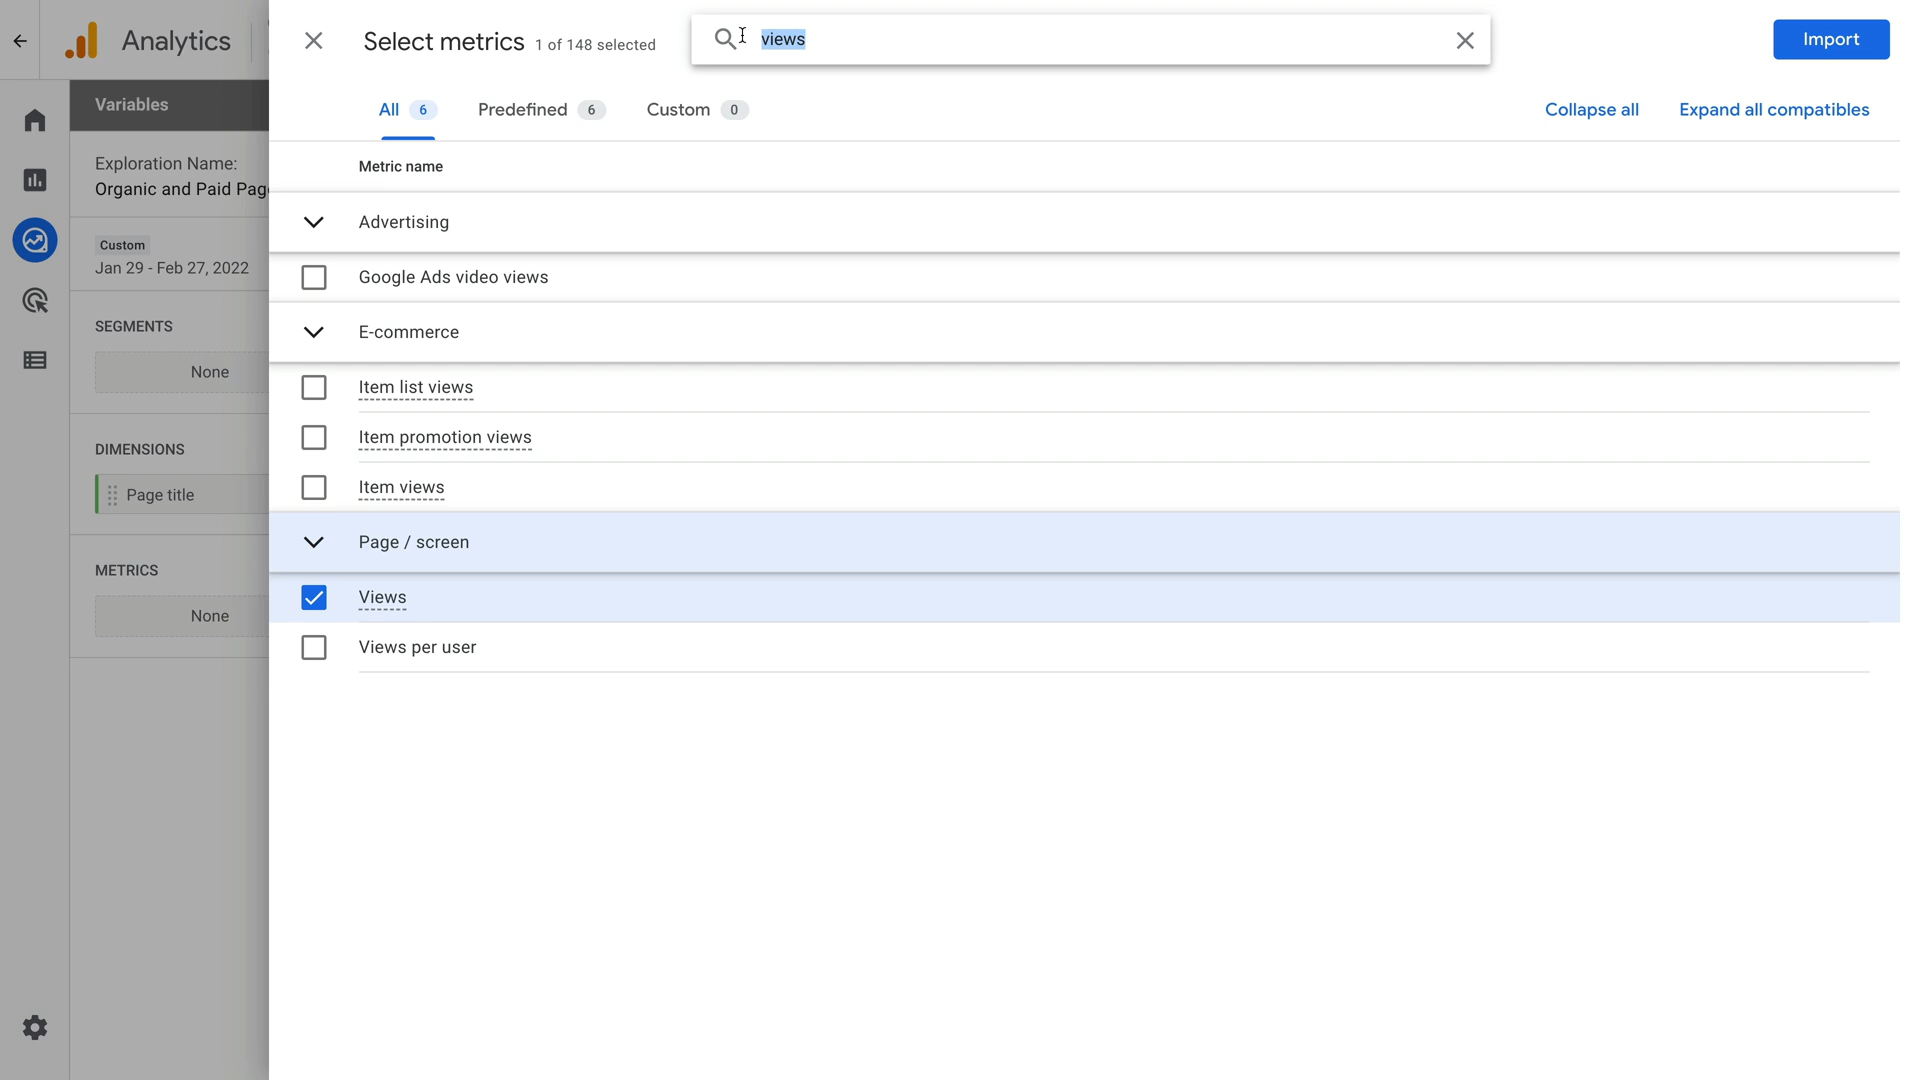 Analytics
Select metrics 1 of 148 selected
views
Import
All 6
Predefined 6
Custom 0
Collapse all
Expand all compatibles
Variables
Exploration Name:
Organic and Paid Pag
Custom
Jan 29 - Feb 27, 2022
SEGMENTS
None
DIMENSIONS
Page title
METRICS
None
Metric name
Advertising
Google Ads video views
E-commerce
Item list views
Item promotion views
Item views
Page / screen
Views
Views per user